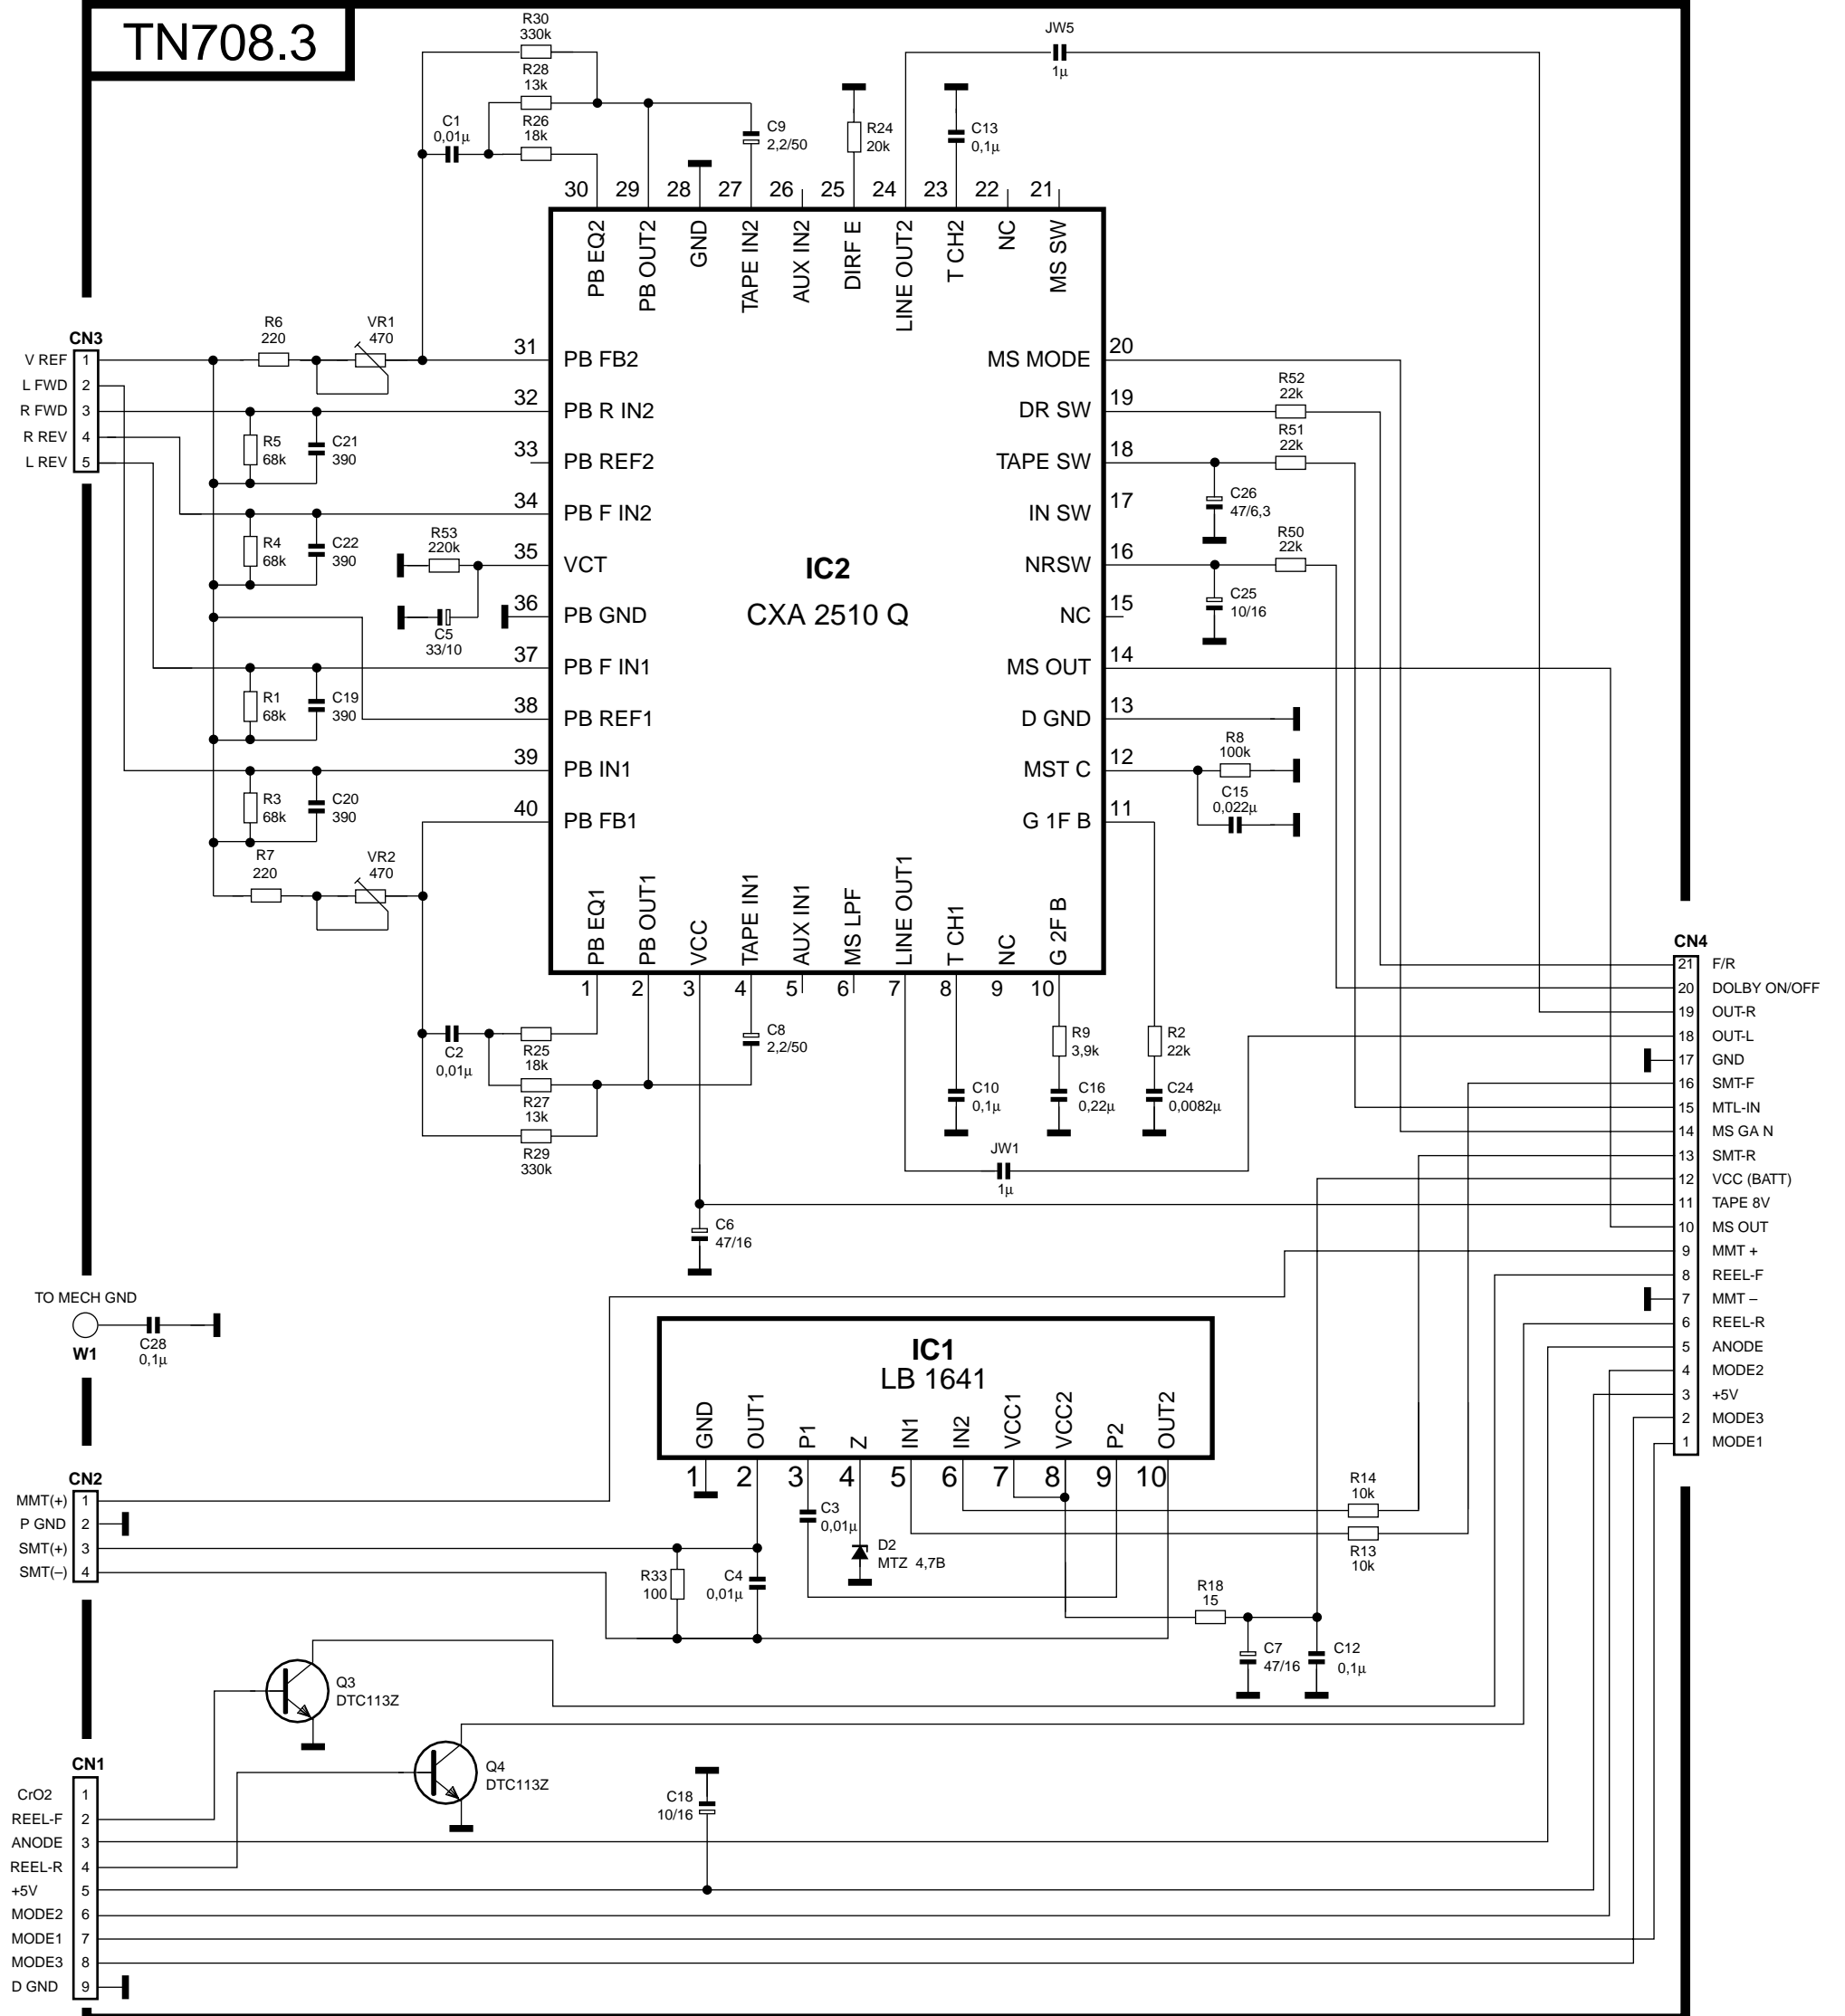 TN708.3
R30
330k
R28
13k
R26
18k
C1
0,01µ
C9
2,2/50
R24
20k
C13
0,1µ
JW5
1µ
30 29 28 27 26 25 24 23 22 21
PB EQ2
PB OUT2
GND
TAPE IN2
AUX IN2
DIRF E
LINE OUT2
T CH2
NC
MS SW
CN3
V REF 1
L FWD 2
R FWD 3
R REV 4
L REV 5
R6
220
VR1
470
R5
68k
C21
390
R4
68k
C22
390
R53
220k
C5
33/10
R1
68k
C19
390
R3
68k
C20
390
R7
220
VR2
470
31 PB FB2
32 PB R IN2
33 PB REF2
34 PB F IN2
35 VCT
36 PB GND
37 PB F IN1
38 PB REF1
39 PB IN1
40 PB FB1
IC2
CXA 2510 Q
MS MODE 20
DR SW 19
TAPE SW 18
IN SW 17
NRSW 16
NC 15
MS OUT 14
D GND 13
MST C 12
G 1F B 11
R52
22k
R51
22k
C26
47/6,3
R50
22k
C25
10/16
R8
100k
C15
0,022µ
PB EQ1
PB OUT1
VCC
TAPE IN1
AUX IN1
MS LPF
LINE OUT1
T CH1
NC
G 2F B
1 2 3 4 5 6 7 8 9 10
C2
0,01µ
R25
18k
R27
13k
R29
330k
C8
2,2/50
C10
0,1µ
R9
3,9k
C16
0,22µ
R2
22k
C24
0,0082µ
JW1
1µ
C6
47/16
CN4
21 F/R
20 DOLBY ON/OFF
19 OUT-R
18 OUT-L
17 GND
16 SMT-F
15 MTL-IN
14 MS GA N
13 SMT-R
12 VCC (BATT)
11 TAPE 8V
10 MS OUT
9 MMT +
8 REEL-F
7 MMT –
6 REEL-R
5 ANODE
4 MODE2
3 +5V
2 MODE3
1 MODE1
TO MECH GND
W1
C28
0,1µ
IC1
LB 1641
GND
OUT1
P1
Z
IN1
IN2
VCC1
VCC2
P2
OUT2
1 2 3 4 5 6 7 8 9 10
CN2
MMT(+) 1
P GND 2
SMT(+) 3
SMT(–) 4
C3
0,01µ
D2
MTZ 4,7B
R33
100
C4
0,01µ
R14
10k
R13
10k
R18
15
C7
47/16
C12
0,1µ
Q3
DTC113Z
Q4
DTC113Z
C18
10/16
CN1
CrO2 1
REEL-F 2
ANODE 3
REEL-R 4
+5V 5
MODE2 6
MODE1 7
MODE3 8
D GND 9